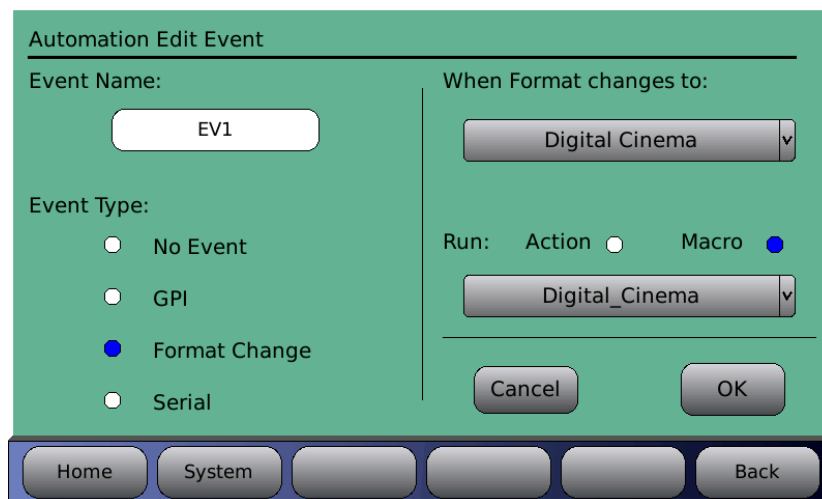 Automation Edit Event
Event Name:
EV1
Event Type:
No Event
GPI
Format Change
Serial
When Format changes to:
Digital Cinema
Run: Action Macro
Digital_Cinema
Cancel OK
Home System Back